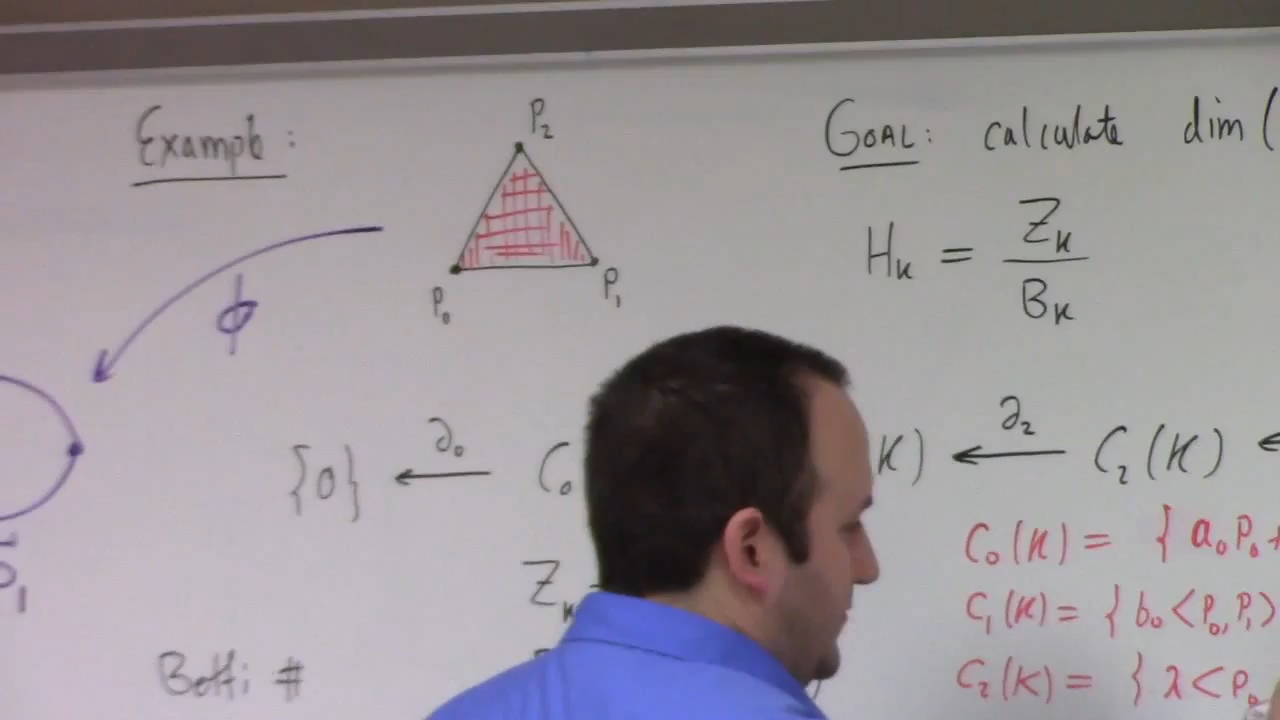 Example:
P₂
P₀
P₁
ϕ
GOAL: calculate dim(
Hₖ = Zₖ / Bₖ
{0} ←∂₀ C₀ K) ←∂₂ C₂(K) ←
C₀(K) = { a₀P₀ +
C₁(K) = { b₀<P₀,P₁>
C₂(K) = { λ<P₀
Zₖ
Betti #